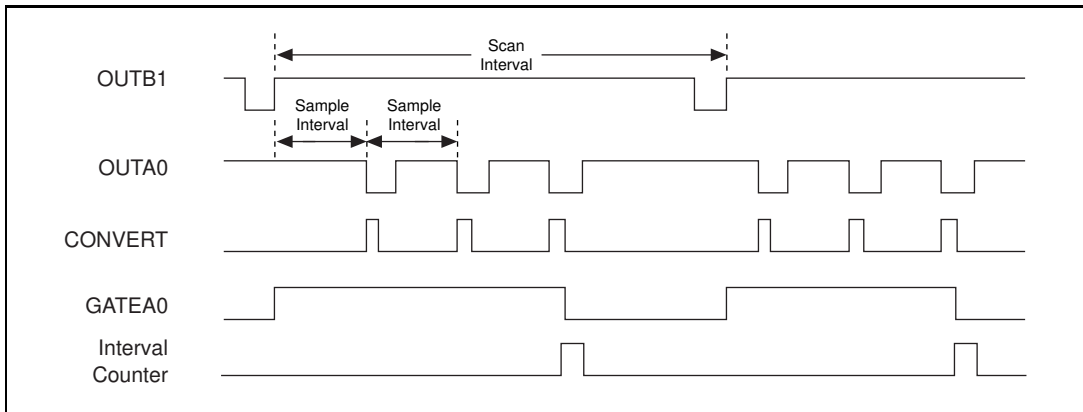 Scan
Interval
OUTB1
Sample
Interval
Sample
Interval
OUTA0
CONVERT
GATEA0
Interval
Counter